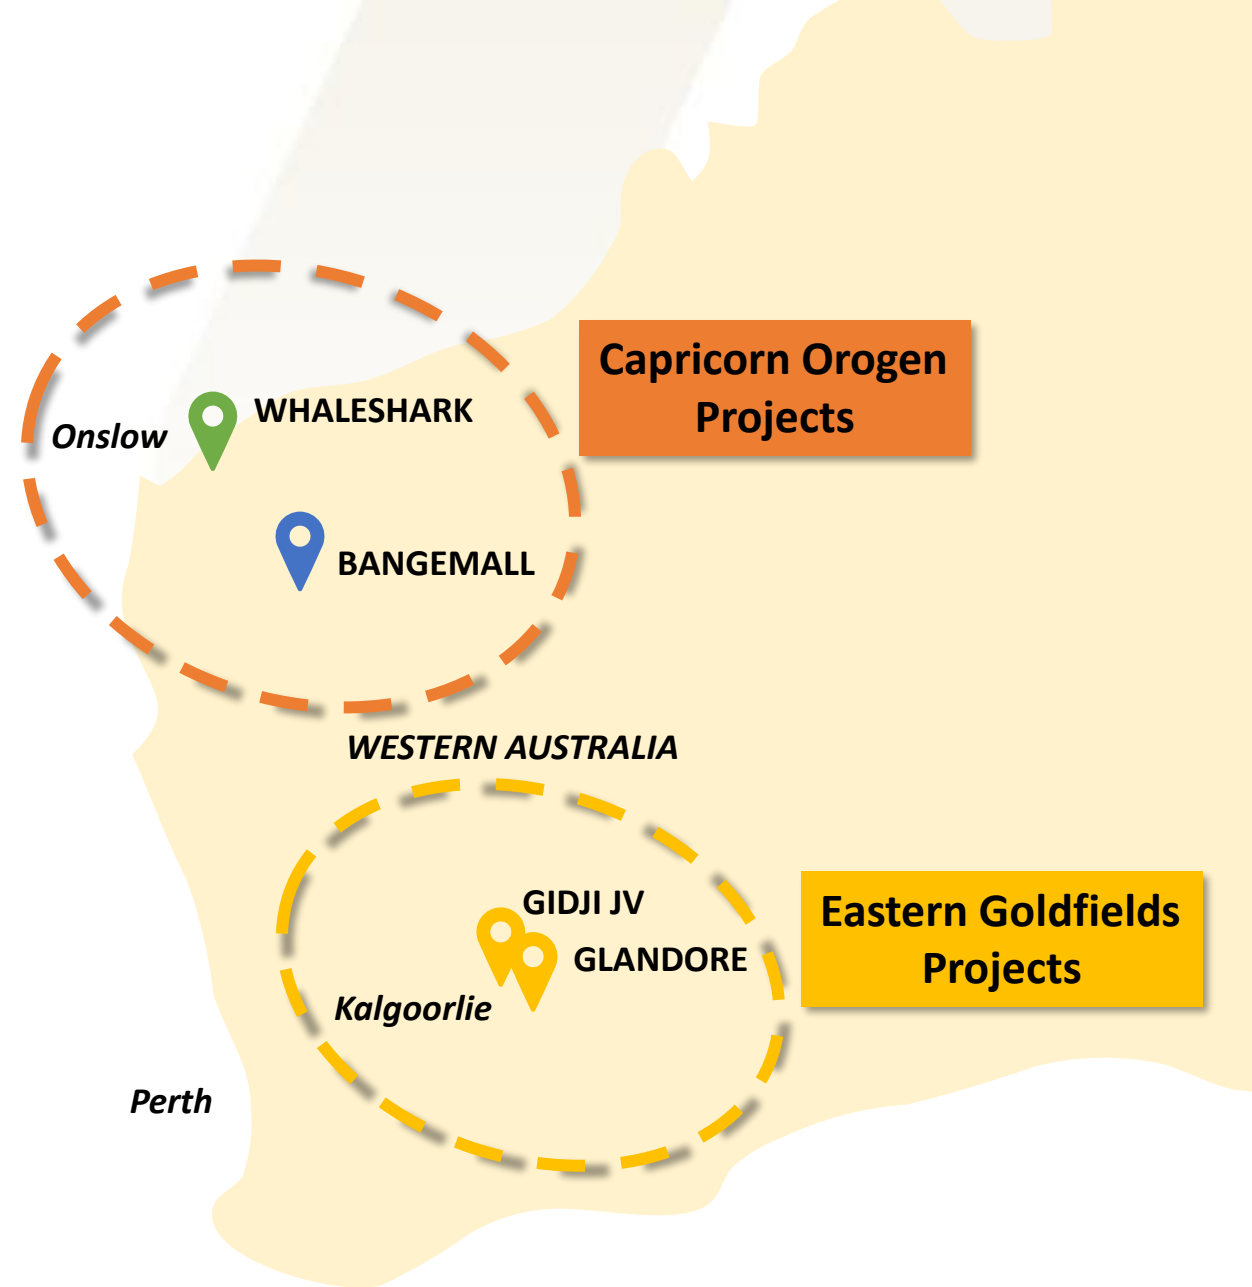 Capricorn Orogen
Projects
WHALESHARK
Onslow
BANGEMALL
WESTERN AUSTRALIA
GIDJI JV
GLANDORE
Eastern Goldfields
Projects
Kalgoorlie
Perth